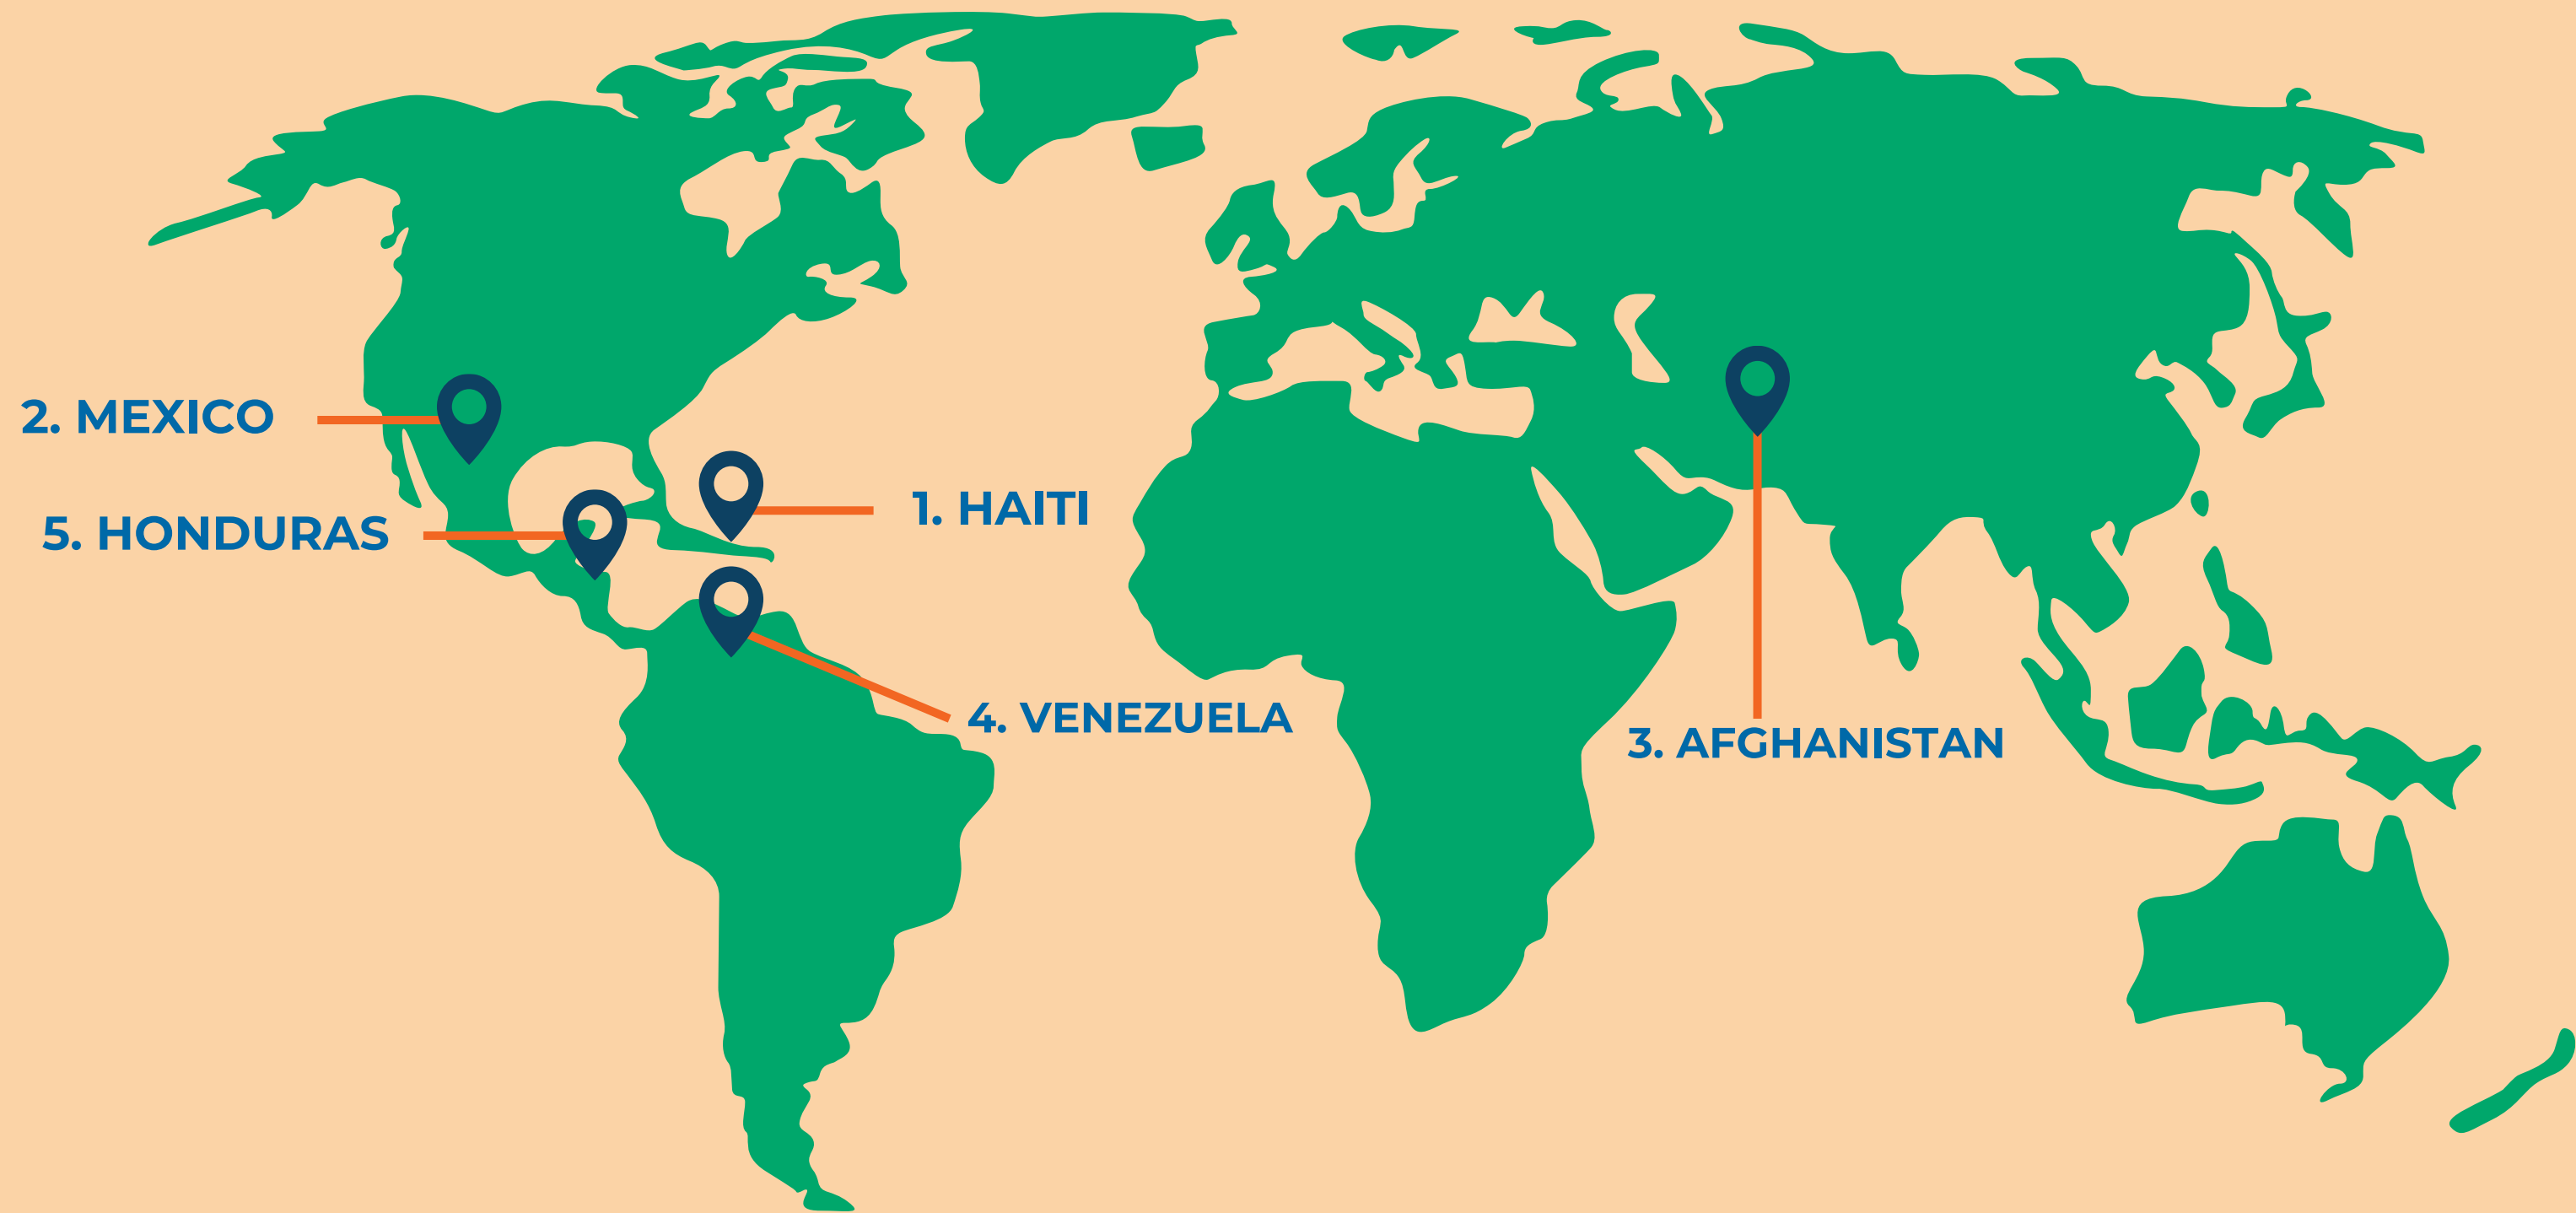 2. MEXICO
1. HAITI
5. HONDURAS
4. VENEZUELA
3. AFGHANISTAN